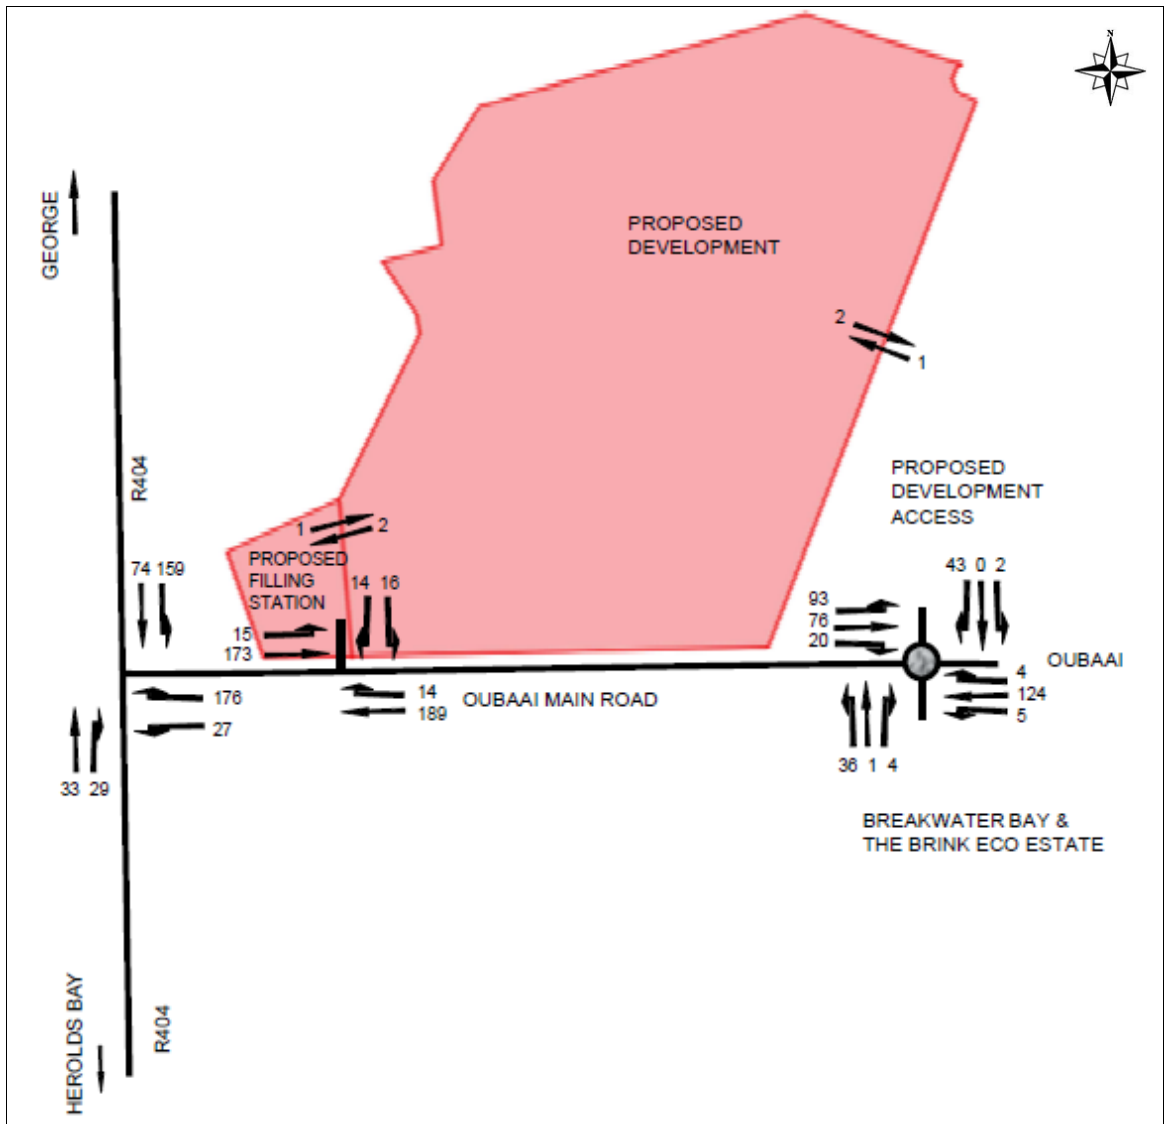 N
GEORGE
PROPOSED
DEVELOPMENT
2
1
R404
PROPOSED
DEVELOPMENT
ACCESS
1
2
PROPOSED
FILLING
STATION
74 159
14 16
43 0 2
93
76
20
15
173
OUBAAI
4
124
5
176
27
14
189
OUBAAI MAIN ROAD
33 29
36 1 4
BREAKWATER BAY &
THE BRINK ECO ESTATE
HEROLDS BAY
R404